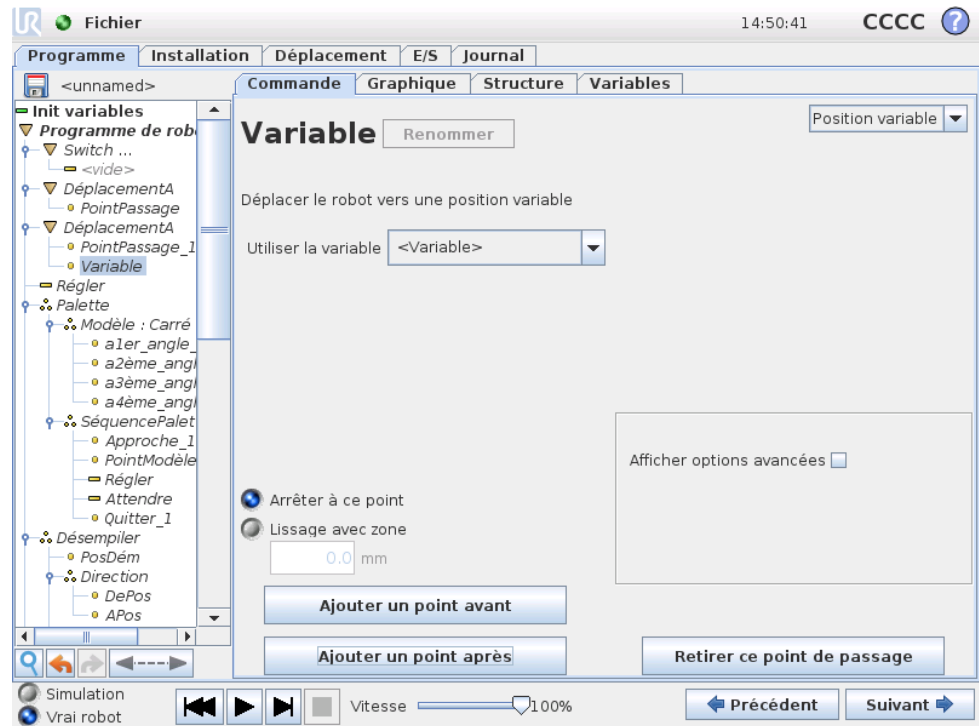 UR Fichier 14:50:41 CCCC ?
Programme Installation Déplacement E/S Journal
<unnamed>
Commande Graphique Structure Variables
Init variables
Programme de rob
Switch ...
<vide>
DéplacementA
PointPassage
DéplacementA
PointPassage_1
Variable
Régler
Palette
Modèle : Carré
a1er_angle_
a2ème_angl
a3ème_angl
a4ème_angl
SéquencePalet
Approche_1
PointModèle
Régler
Attendre
Quitter_1
Désempiler
PosDém
Direction
DePos
APos
Variable Renommer
Position variable
Déplacer le robot vers une position variable
Utiliser la variable <Variable>
Afficher options avancées
Arrêter à ce point
Lissage avec zone
0.0 mm
Ajouter un point avant
Ajouter un point après
Retirer ce point de passage
Simulation
Vrai robot
Vitesse 100%
Précédent
Suivant